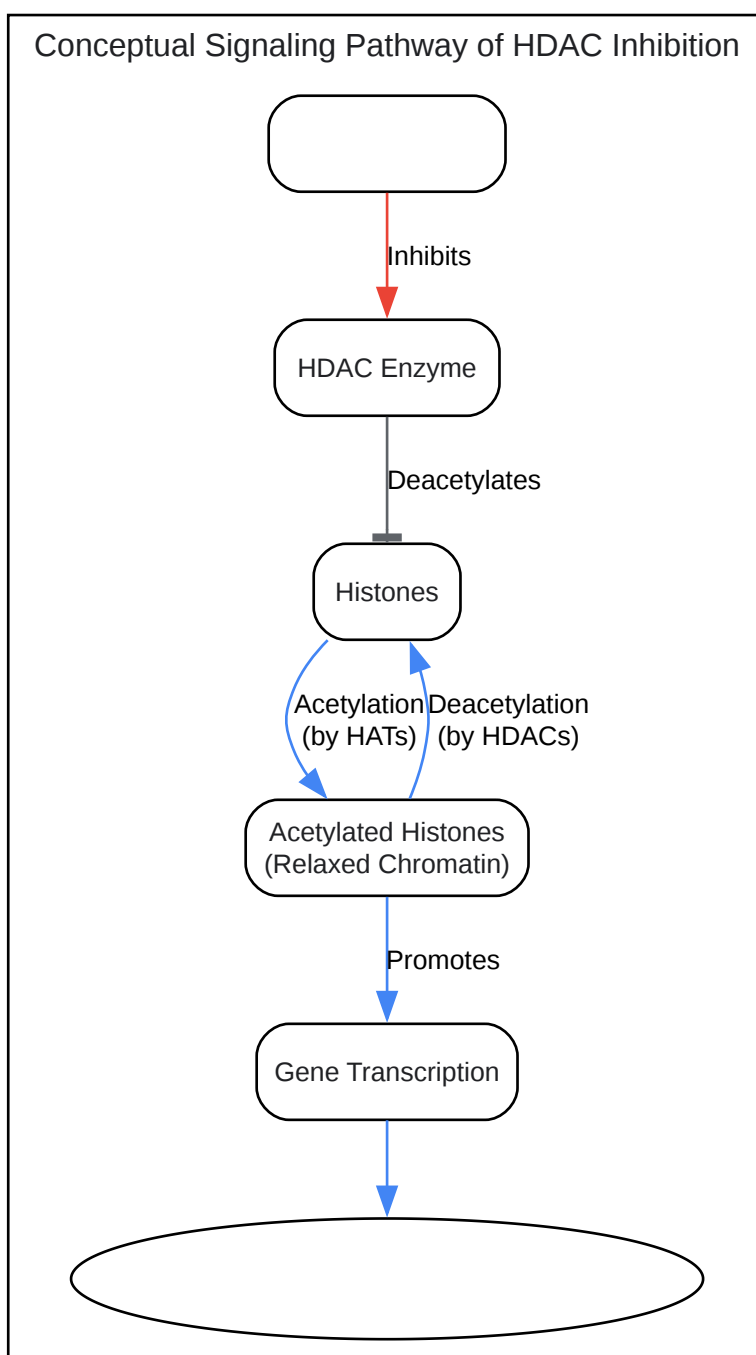 Conceptual Signaling Pathway of HDAC Inhibition
Inhibits
HDAC Enzyme
Deacetylates
Histones
Acetylation
(by HATs)
Deacetylation
(by HDACs)
Acetylated Histones
(Relaxed Chromatin)
Promotes
Gene Transcription